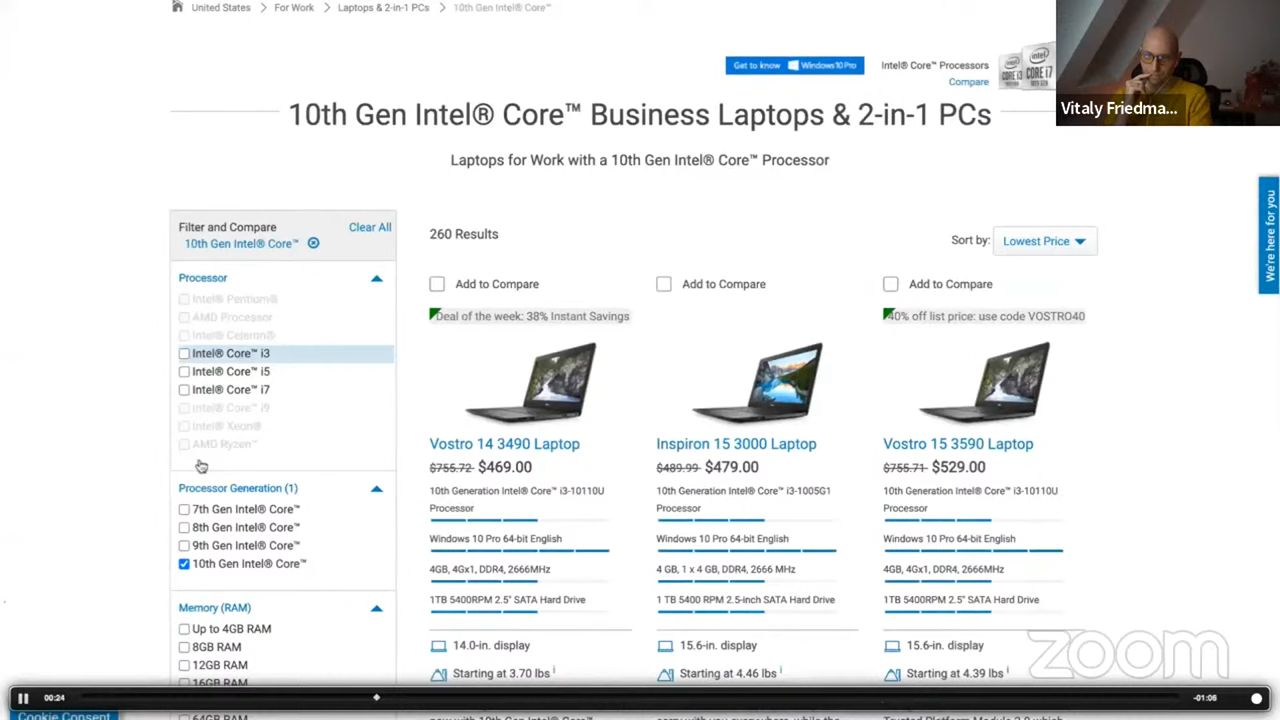 United States > For Work > Laptops & 2-in-1 PCs > 10th Gen Intel® Core™
Get to know Windows 10 Pro
Intel® Core™ Processors
Compare
CORE i3 CORE i7
Vitaly Friedma...
10th Gen Intel® Core™ Business Laptops & 2-in-1 PCs
Laptops for Work with a 10th Gen Intel® Core™ Processor
We're here for you
Filter and Compare Clear All
10th Gen Intel® Core™
260 Results
Sort by: Lowest Price
Processor
Intel® Pentium®
AMD Processor
Intel® Celeron®
Intel® Core™ i3
Intel® Core™ i5
Intel® Core™ i7
Intel® Core™ i9
Intel® Xeon®
AMD Ryzen™
Processor Generation (1)
7th Gen Intel® Core™
8th Gen Intel® Core™
9th Gen Intel® Core™
10th Gen Intel® Core™
Memory (RAM)
Up to 4GB RAM
8GB RAM
12GB RAM
16GB RAM
64GB RAM
Add to Compare
Deal of the week: 38% Instant Savings
Vostro 14 3490 Laptop
$755.72 $469.00
10th Generation Intel® Core™ i3-10110U
Processor
Windows 10 Pro 64-bit English
4GB, 4Gx1, DDR4, 2666MHz
1TB 5400RPM 2.5" SATA Hard Drive
14.0-in. display
Starting at 3.70 lbs
Add to Compare
Inspiron 15 3000 Laptop
$489.99 $479.00
10th Generation Intel® Core™ i3-1005G1
Processor
Windows 10 Pro 64-bit English
4 GB, 1 x 4 GB, DDR4, 2666 MHz
1 TB 5400 RPM 2.5-inch SATA Hard Drive
15.6-in. display
Starting at 4.46 lbs
Add to Compare
40% off list price: use code VOSTRO40
Vostro 15 3590 Laptop
$755.71 $529.00
10th Generation Intel® Core™ i3-10110U
Processor
Windows 10 Pro 64-bit English
4GB, 4Gx1, DDR4, 2666MHz
1TB 5400RPM 2.5" SATA Hard Drive
15.6-in. display
Starting at 4.39 lbs
zoom
00:24 -01:06
Cookie Consent